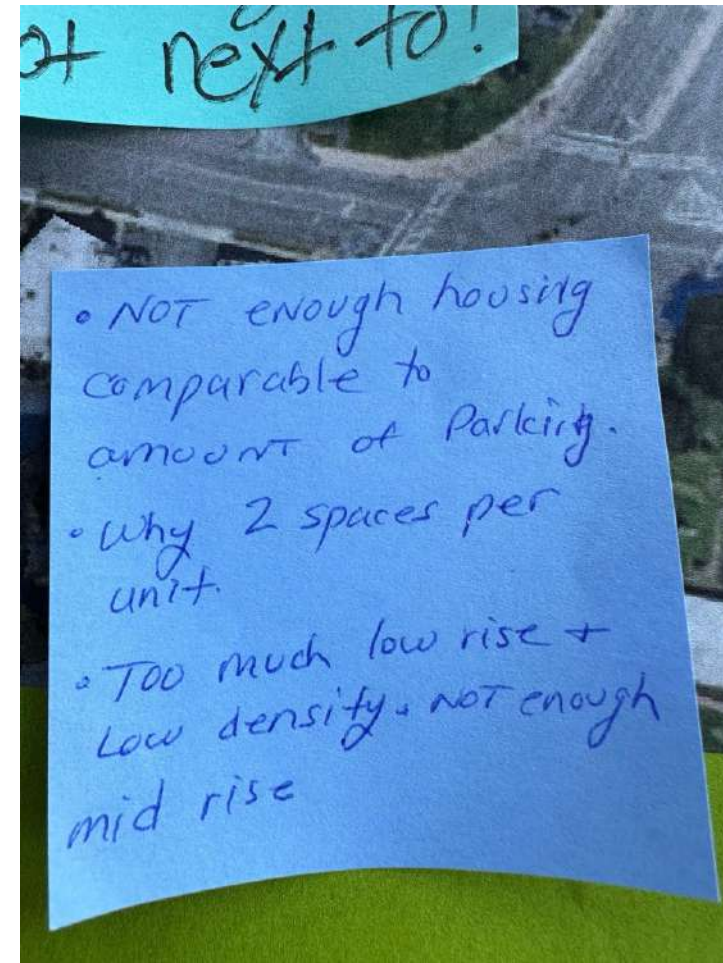 ot next to!
• NOT eNough housing
comparable to
amoUNT of Parking.
• Why 2 spaces per
unit.
• TOO much low rise +
Low density. NOT enough
mid rise